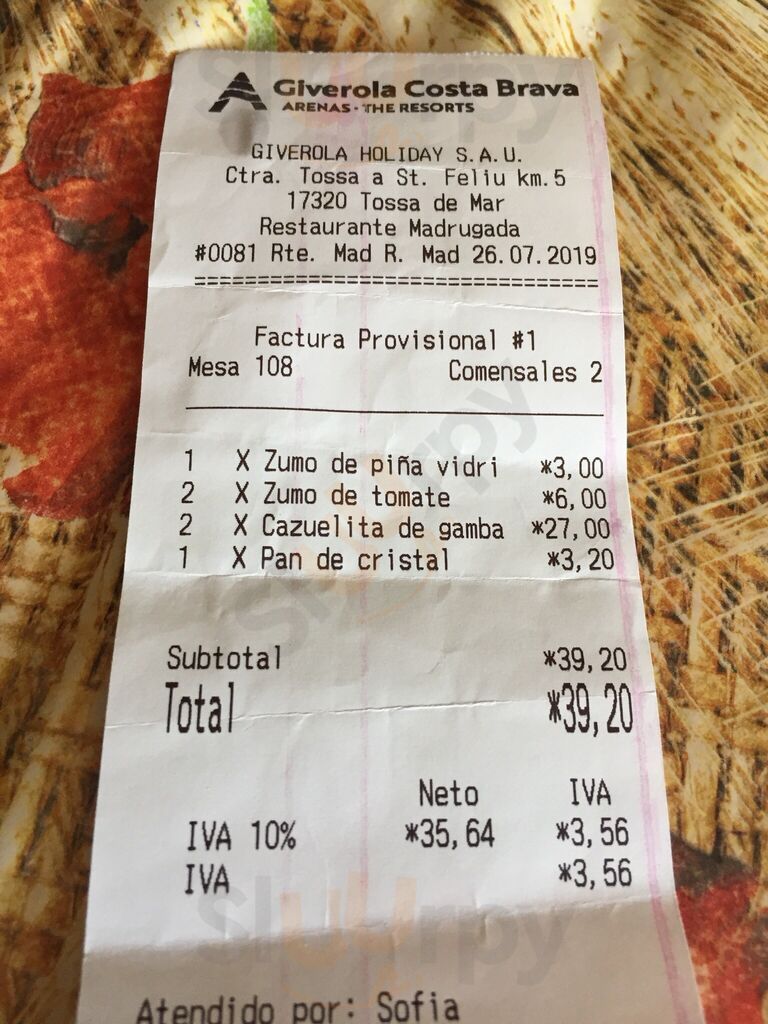 Giverola Costa Brava
ARENAS · THE RESORTS
GIVEROLA HOLIDAY S.A.U.
Ctra. Tossa a St. Feliu km.5
17320 Tossa de Mar
Restaurante Madrugada
#0081 Rte. Mad R. Mad 26.07.2019
================================
Factura Provisional #1
Mesa 108 Comensales 2
1 X Zumo de piña vidri *3,00
2 X Zumo de tomate *6,00
2 X Cazuelita de gamba *27,00
1 X Pan de cristal *3,20
Subtotal *39,20
Total *39,20
Neto IVA
IVA 10% *35,64 *3,56
IVA *3,56
Atendido por: Sofia
Sluurpy
Sluurpy
Sluurpy